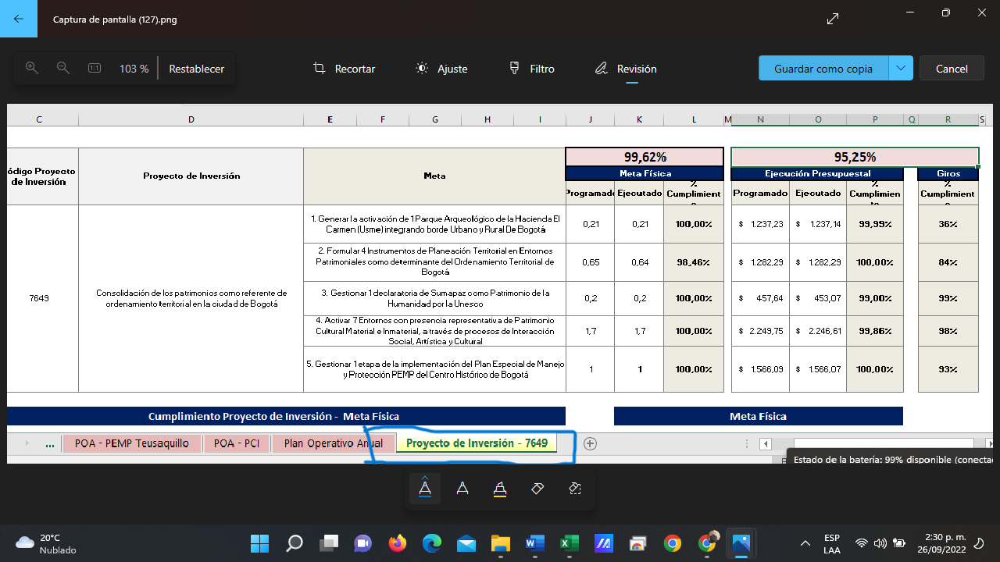 Captura de pantalla (127).png
103 %
Restablecer
Recortar
Ajuste
Filtro
Revisión
Guardar como copia
Cancel
C D E F G H I J K L M N O P Q R S
99,62%
95,25%
ódigo Proyecto
de Inversión
Proyecto de Inversión
Meta
Meta Física
Ejecución Presupuestal
Giros
Programado Ejecutado % Cumplimiento
Programado Ejecutado % Cumplimien
% Cumplimient
7649
Consolidación de los patrimonios como referente de
ordenamiento territorial en la ciudad de Bogotá
1. Generar la activación de 1 Parque Arqueológico de la Hacienda El
Carmen (Usme) integrando borde Urbano y Rural De Bogotá
0,21 0,21 100,00% $ 1.237,23 $ 1.237,14 99,99% 36%
2. Formular 4 Instrumentos de Planeación Territorial en Entornos
Patrimoniales como determinante del Ordenamiento Territorial de
Bogotá
0,65 0,64 98,46% $ 1.282,29 $ 1.282,29 100,00% 84%
3. Gestionar 1 declaratoria de Sumapaz como Patrimonio de la
Humanidad por la Unesco
0,2 0,2 100,00% $ 457,64 $ 453,07 99,00% 99%
4. Activar 7 Entornos con presencia representativa de Patrimonio
Cultural Material e Inmaterial, a través de procesos de Interacción
Social, Artística y Cultural
1,7 1,7 100,00% $ 2.249,75 $ 2.246,61 99,86% 98%
5. Gestionar 1 etapa de la implementación del Plan Especial de Manejo
y Protección PEMP del Centro Histórico de Bogotá
1 1 100,00% $ 1.566,09 $ 1.566,07 100,00% 93%
Cumplimiento Proyecto de Inversión - Meta Física
Meta Física
... POA - PEMP Teusaquillo POA - PCI Plan Operativo Anual Proyecto de Inversión - 7649
Estado de la batería: 99% disponible (conecta
20°C
Nublado
ESP
LAA
2:30 p. m.
26/09/2022